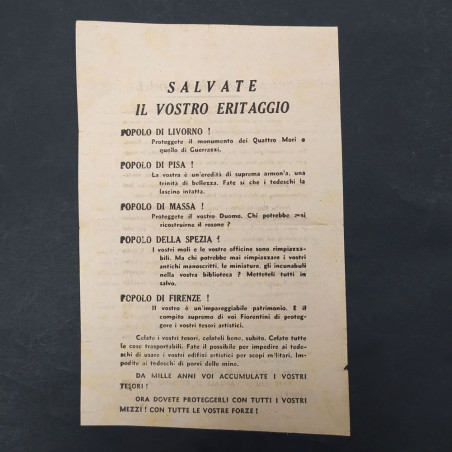 SALVATE
IL VOSTRO ERITAGGIO
POPOLO DI LIVORNO !
Proteggete il monumento dei Quattro Mori e
quello di Guerrazzi.
POPOLO DI PISA !
La vostra è un'eredità di suprema armon'a, una
trinità di bellezza. Fate si che i tedeschi la
lascino intatta.
POPOLO DI MASSA !
Proteggete il vostro Duomo. Chi potrebbe mai
ricostruirne il rosone ?
POPOLO DELLA SPEZIA !
I vostri moli e le vostre officine sono rimpiazza-
bili. Ma chi potrebbe mai rimpiazzare i vostri
antichi manoscritti, le miniature, gli incunabuli
nella vostra biblioteca ? Metteteli tutti in
salvo.
POPOLO DI FIRENZE !
Il vostro è un'impareggiabile patrimonio. E il
compito supremo di voi Fiorentini di proteg-
gere i vostri tesori artistici.
Celate i vostri tesori, celateli bene, subito. Celate tutte
le cose trasportabili. Fate il possibile per impedire ai tede-
schi di usare i vostri edifizi artistici per scopi m'litari. Impe-
dite ai tedeschi di porvi delle mine.
DA MILLE ANNI VOI ACCUMULATE I VOSTRI
TESORI !
ORA DOVETE PROTEGGERLI CON TUTTI I VOSTRI
MEZZI ! CON TUTTE LE VOSTRE FORZE !